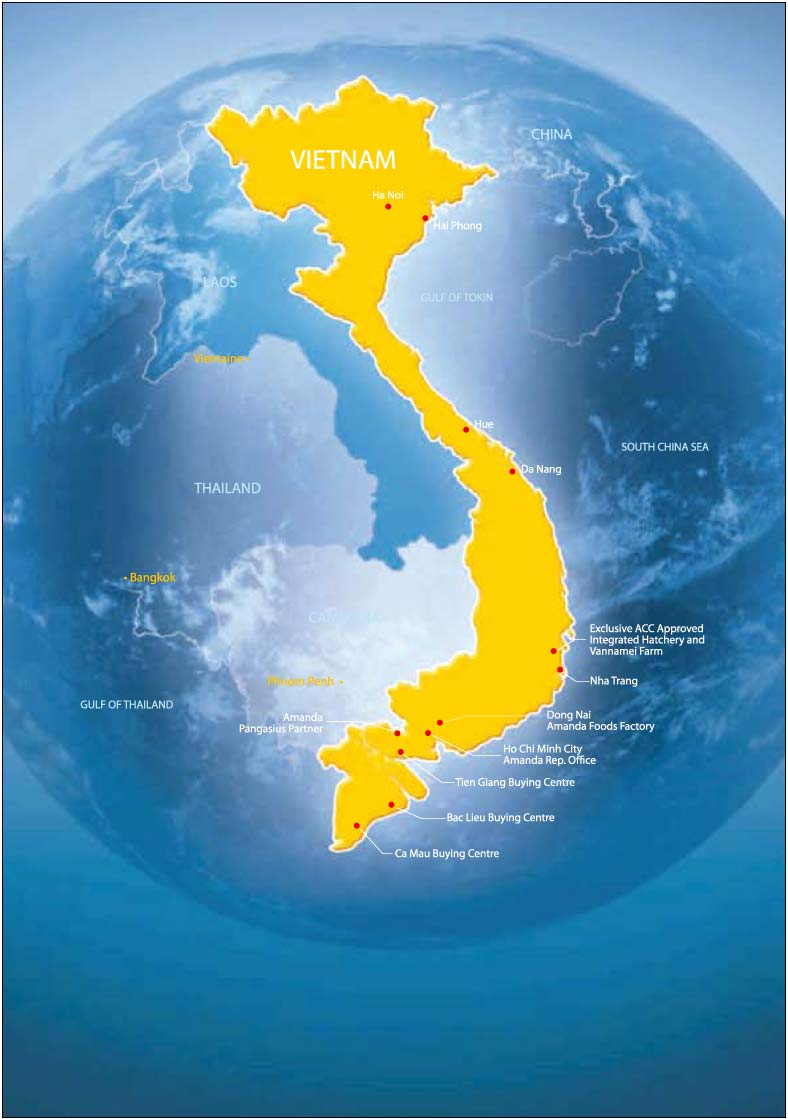 CHINA
VIETNAM
Ha Noi
Hai Phong
LAOS
GULF OF TOKIN
Vientaine
Hue
SOUTH CHINA SEA
Da Nang
THAILAND
Bangkok
Exclusive ACC Approved
Integrated Hatchery and
Vannamei Farm
Phnom Penh
Nha Trang
GULF OF THAILAND
Amanda
Pangasius Partner
Dong Nai
Amanda Foods Factory
Ho Chi Minh City
Amanda Rep. Office
Tien Giang Buying Centre
Bac Lieu Buying Centre
Ca Mau Buying Centre